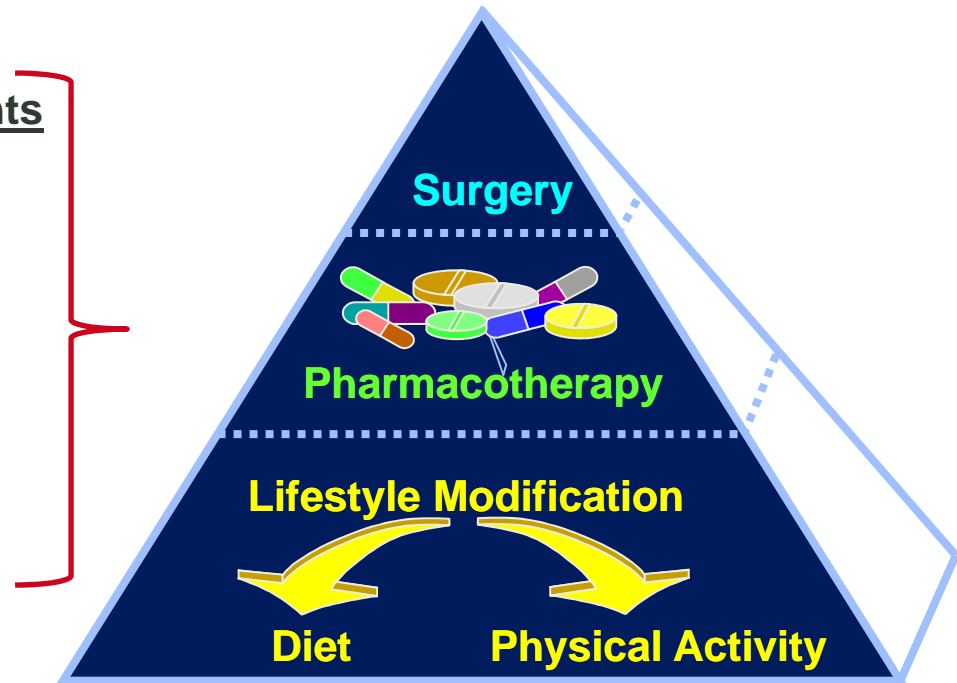 Surgery
Pharmacotherapy
Lifestyle Modification
Diet
Physical Activity